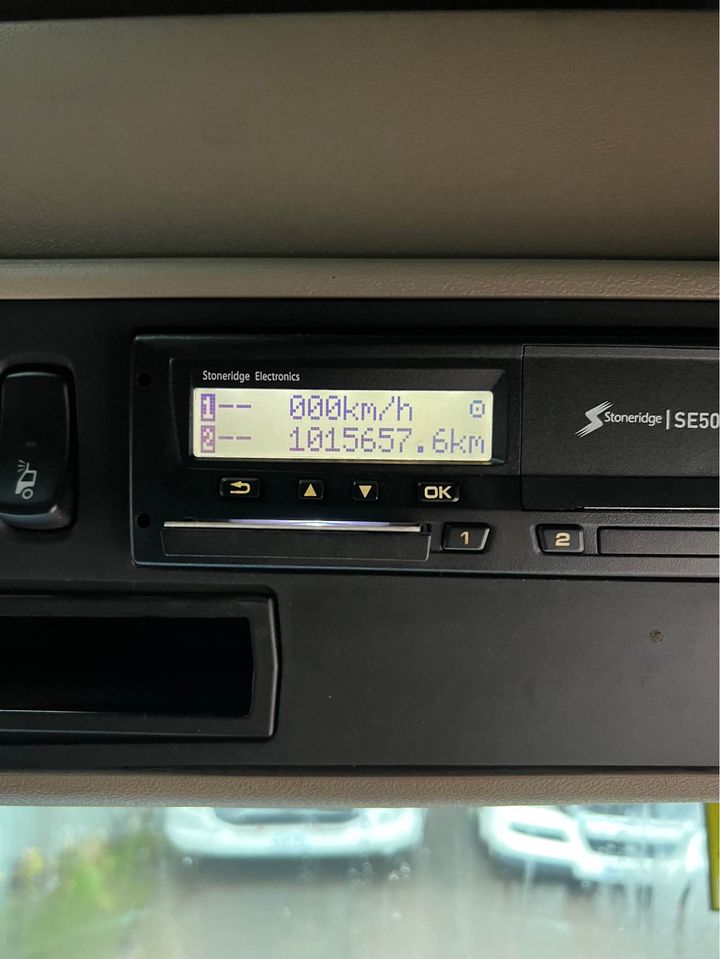 Stoneridge Electronics
1-- 000km/h
2-- 1015657.6km
Stoneridge | SE50
OK
1
2